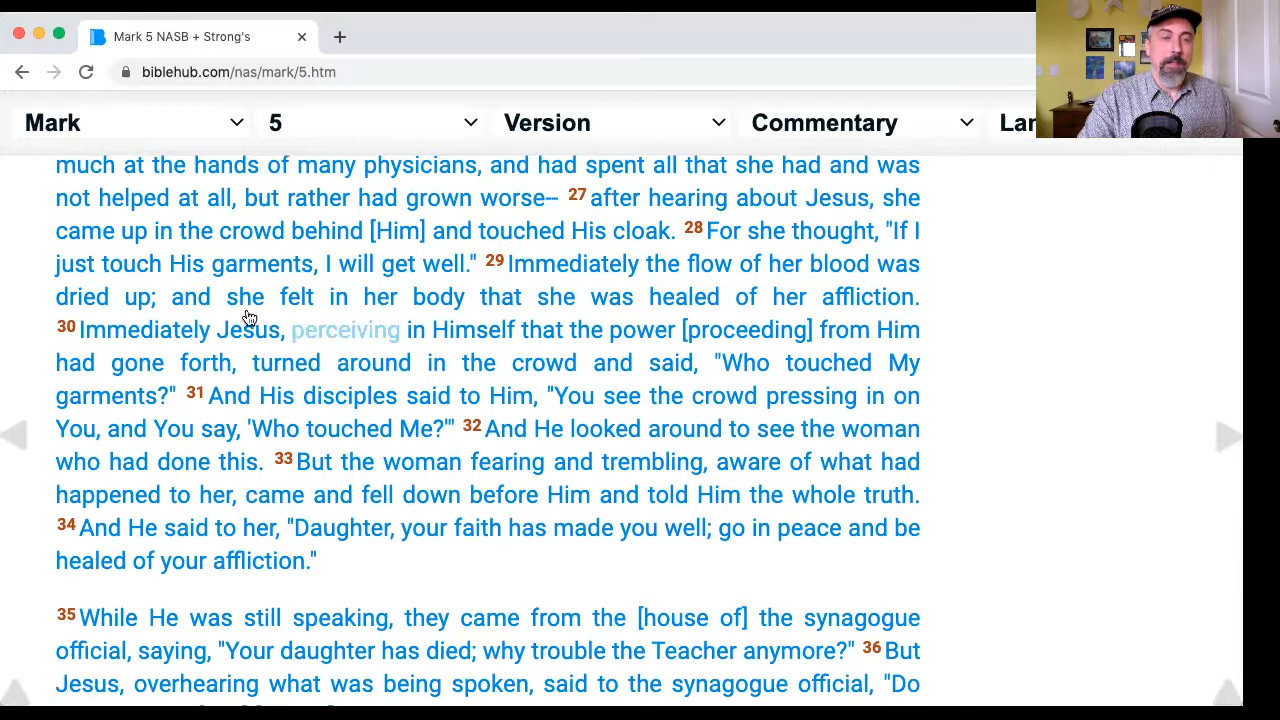 Mark 5 NASB + Strong's
biblehub.com/nas/mark/5.htm
Mark 5 Version Commentary Lan
much at the hands of many physicians, and had spent all that she had and was
not helped at all, but rather had grown worse-- 27 after hearing about Jesus, she
came up in the crowd behind [Him] and touched His cloak. 28 For she thought, "If I
just touch His garments, I will get well." 29 Immediately the flow of her blood was
dried up; and she felt in her body that she was healed of her affliction.
30 Immediately Jesus, perceiving in Himself that the power [proceeding] from Him
had gone forth, turned around in the crowd and said, "Who touched My
garments?" 31 And His disciples said to Him, "You see the crowd pressing in on
You, and You say, 'Who touched Me?'" 32 And He looked around to see the woman
who had done this. 33 But the woman fearing and trembling, aware of what had
happened to her, came and fell down before Him and told Him the whole truth.
34 And He said to her, "Daughter, your faith has made you well; go in peace and be
healed of your affliction."
35 While He was still speaking, they came from the [house of] the synagogue
official, saying, "Your daughter has died; why trouble the Teacher anymore?" 36 But
Jesus, overhearing what was being spoken, said to the synagogue official, "Do